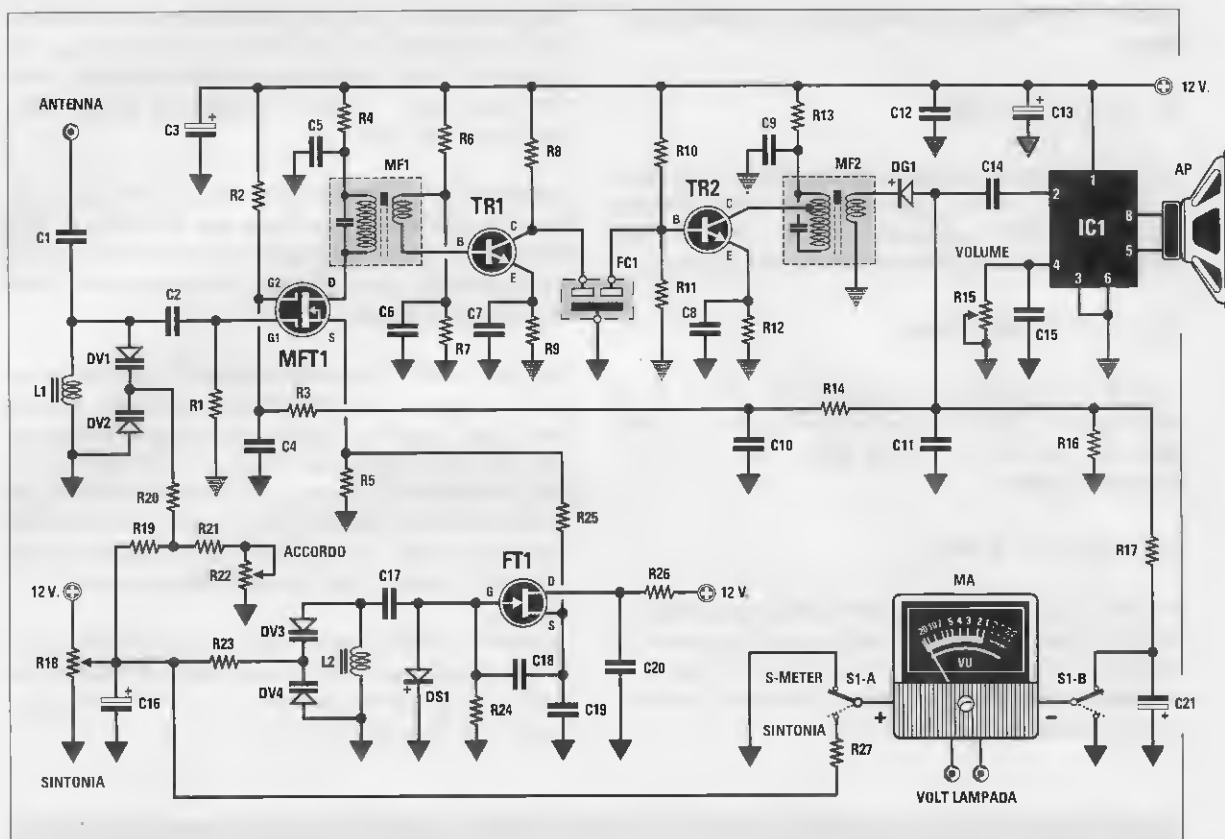 12 V.
ANTENNA
C3
+
C5
R4
MF1
R6
R8
R10
C9
R13
C12
+
C13
AP
R2
TR1
C
B
E
TR2
C
B
E
MF2
DG1
+
C14
1
2
IC1
8
5
4
3
6
C1
C2
G2
D
G1
S
MFT1
FC1
VOLUME
R15
C15
DV1
L1
DV2
R1
C6
R7
C7
R9
R11
C8
R12
R3
C4
R5
R14
C10
C11
R16
R20
R19
R21
ACCORDO
R22
R25
R17
12 V.
R18
C16
+
SINTONIA
R23
DV3
DV4
L2
C17
DS1
+
FT1
G
D
S
R24
C18
C19
C20
R26
12 V.
MA
VU
S-METER
S1-A
+
SINTONIA
R27
S1-B
-
C21
+
VOLT LAMPADA